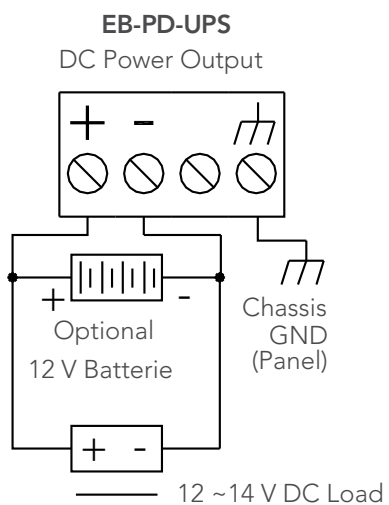 EB-PD-UPS
DC Power Output
+ -
+ -
Optional
12 V Batterie
Chassis
GND
(Panel)
+ -
12 ~14 V DC Load